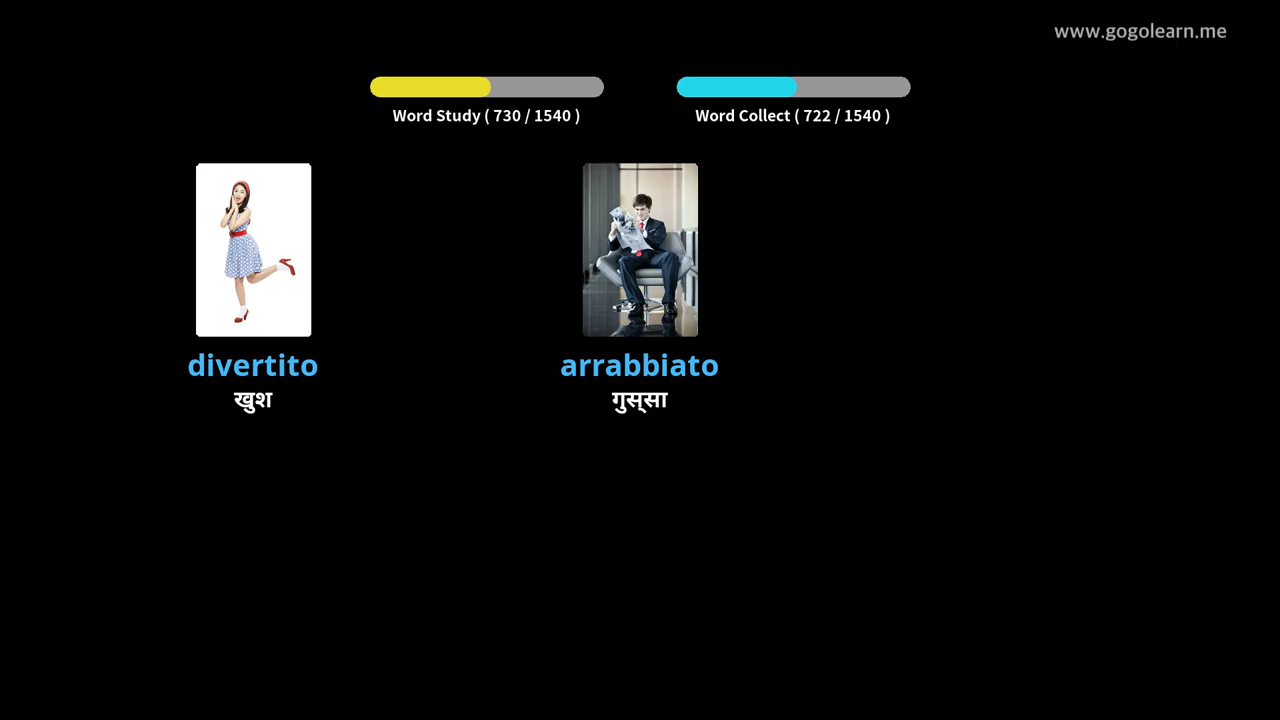 www.gogolearn.me
Word Study ( 730 / 1540 )
Word Collect ( 722 / 1540 )
divertito
खुश
arrabbiato
गुस्सा